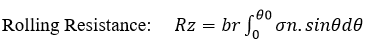 Rolling Resistance: Rz = br ∫₀^θ0 σn. sinθdθ